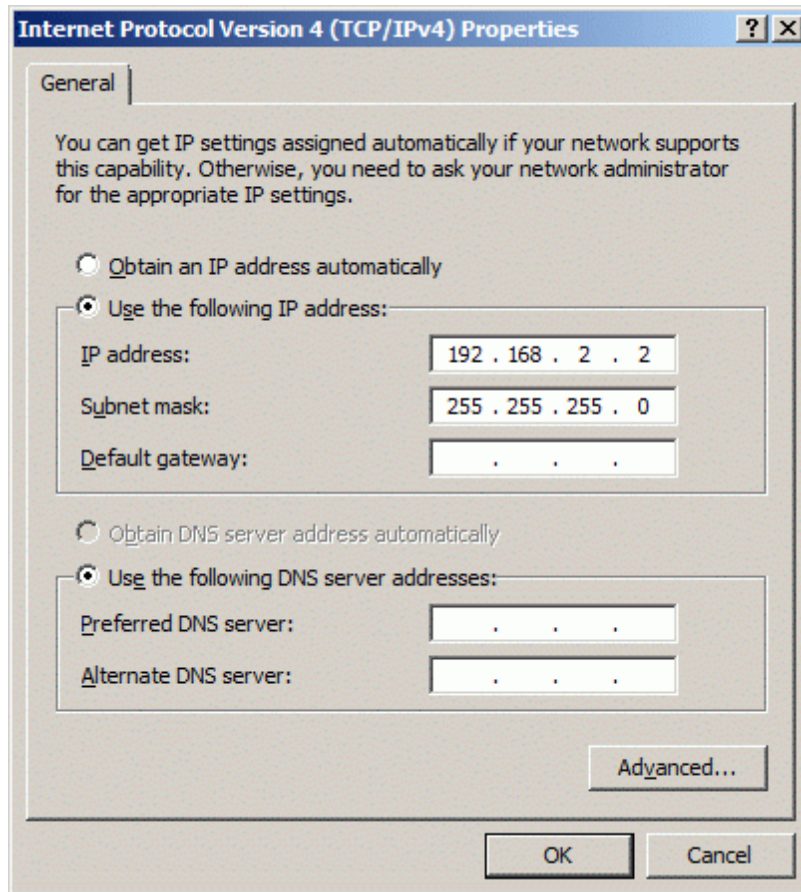 Internet Protocol Version 4 (TCP/IPv4) Properties
General
You can get IP settings assigned automatically if your network supports
this capability. Otherwise, you need to ask your network administrator
for the appropriate IP settings.
Obtain an IP address automatically
Use the following IP address:
IP address: 192 . 168 . 2 . 2
Subnet mask: 255 . 255 . 255 . 0
Default gateway: . . .
Obtain DNS server address automatically
Use the following DNS server addresses:
Preferred DNS server: . . .
Alternate DNS server: . . .
Advanced...
OK Cancel